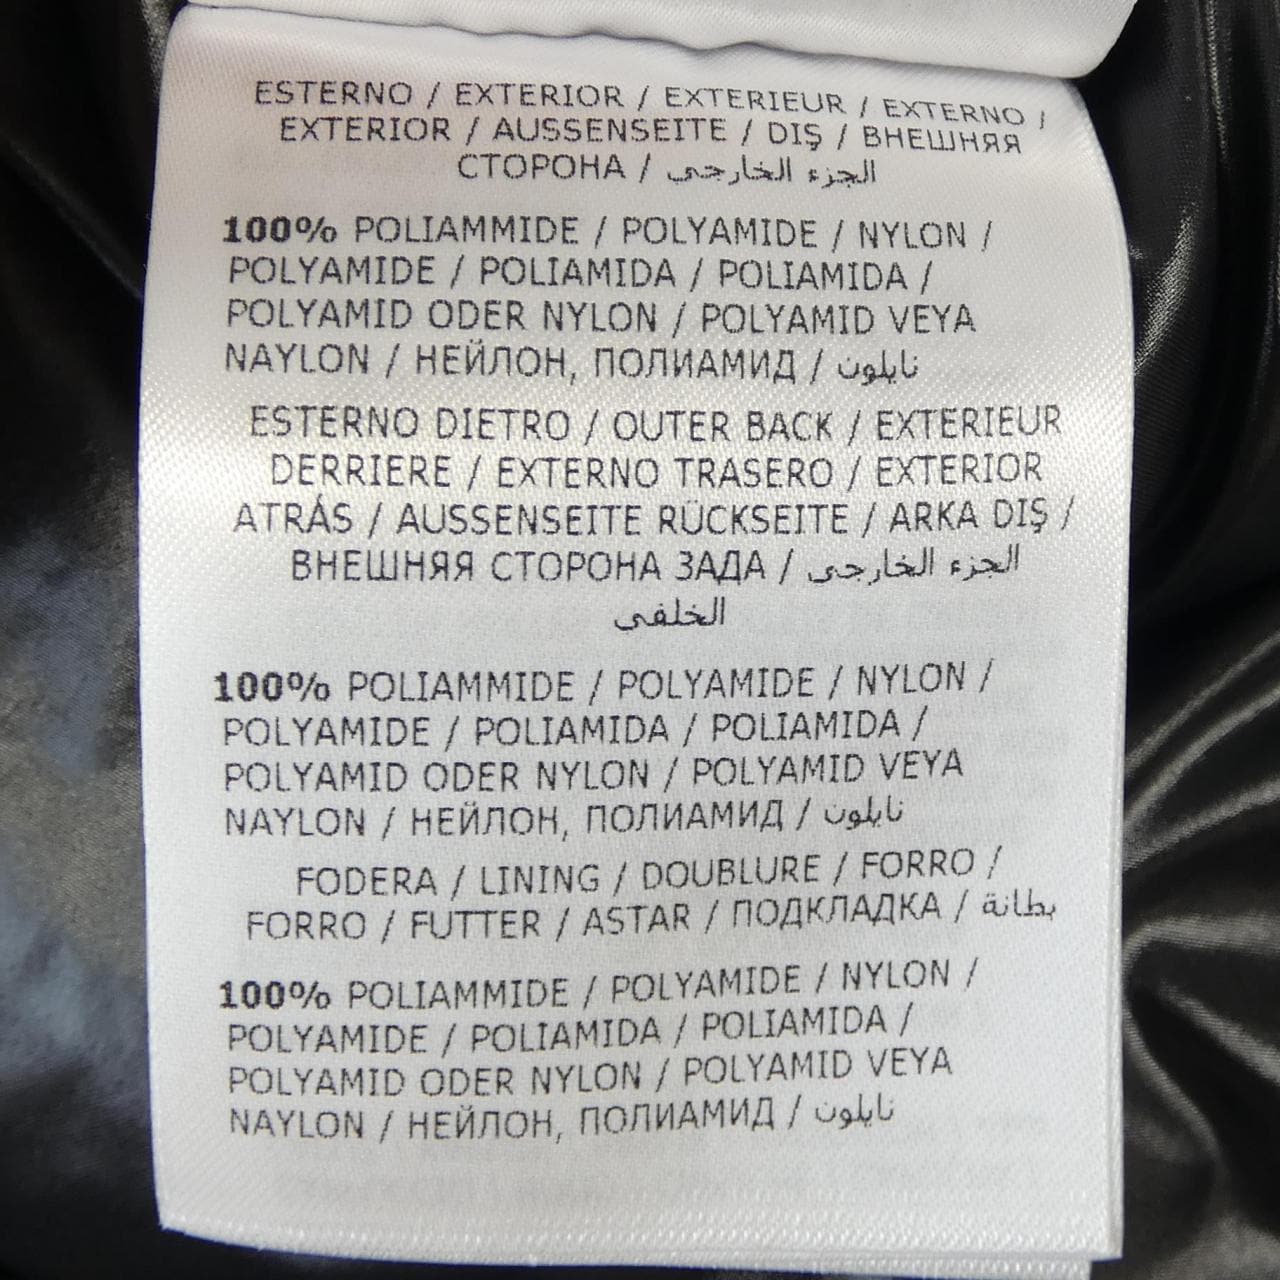 ESTERNO / EXTERIOR / EXTERIEUR / EXTERNO /
EXTERIOR / AUSSENSEITE / DIŞ / ВНЕШНЯЯ
СТОРОНА / الجزء الخارجي
100% POLIAMMIDE / POLYAMIDE / NYLON /
POLYAMIDE / POLIAMIDA / POLIAMIDA /
POLYAMID ODER NYLON / POLYAMID VEYA
NAYLON / НЕЙЛОН, ПОЛИАМИД / نايلون
ESTERNO DIETRO / OUTER BACK / EXTERIEUR
DERRIERE / EXTERNO TRASERO / EXTERIOR
ATRÁS / AUSSENSEITE RÜCKSEITE / ARKA DIŞ /
ВНЕШНЯЯ СТОРОНА ЗАДА / الجزء الخارجي
الخلفي
100% POLIAMMIDE / POLYAMIDE / NYLON /
POLYAMIDE / POLIAMIDA / POLIAMIDA /
POLYAMID ODER NYLON / POLYAMID VEYA
NAYLON / НЕЙЛОН, ПОЛИАМИД / نايلون
FODERA / LINING / DOUBLURE / FORRO /
FORRO / FUTTER / ASTAR / ПОДКЛАДКА / بطانة
100% POLIAMMIDE / POLYAMIDE / NYLON /
POLYAMIDE / POLIAMIDA / POLIAMIDA /
POLYAMID ODER NYLON / POLYAMID VEYA
NAYLON / НЕЙЛОН, ПОЛИАМИД / نايلون